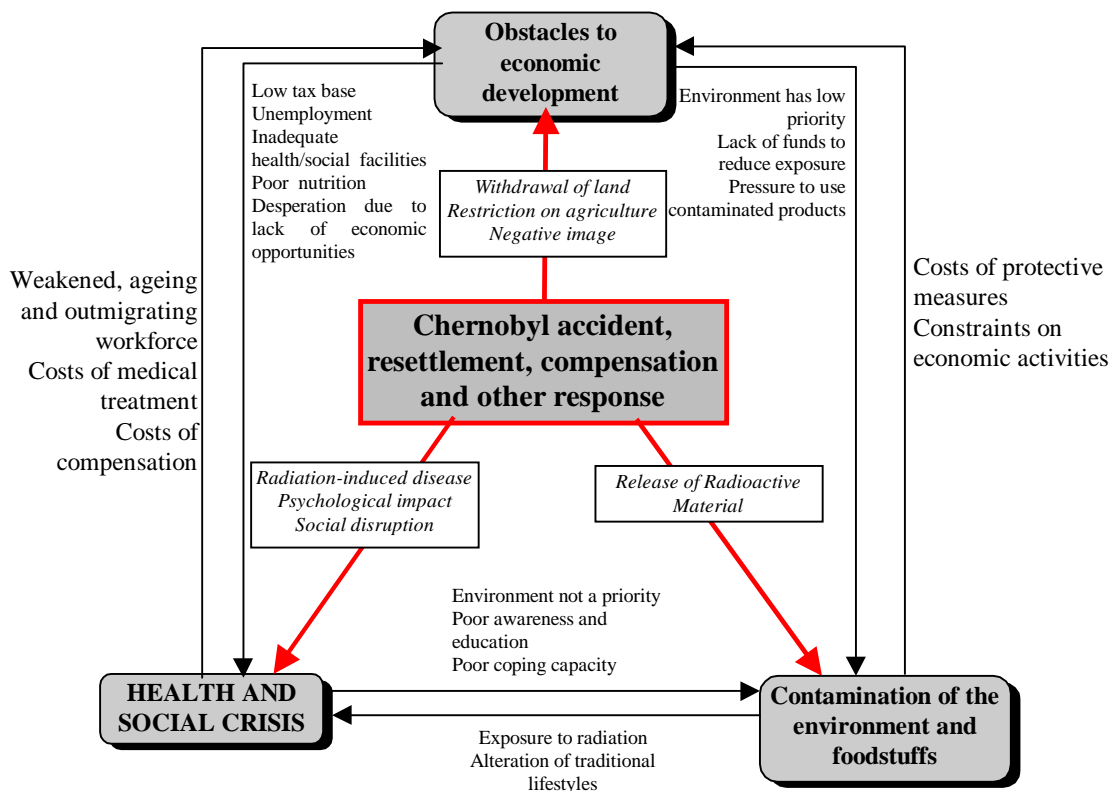 Obstacles to
economic
development
Low tax base
Unemployment
Inadequate
health/social facilities
Poor nutrition
Desperation due to
lack of economic
opportunities
Environment has low
priority
Lack of funds to
reduce exposure
Pressure to use
contaminated products
Withdrawal of land
Restriction on agriculture
Negative image
Weakened, ageing
and outmigrating
workforce
Costs of medical
treatment
Costs of
compensation
Costs of protective
measures
Constraints on
economic activities
Chernobyl accident,
resettlement, compensation
and other response
Radiation-induced disease
Psychological impact
Social disruption
Release of Radioactive
Material
Environment not a priority
Poor awareness and
education
Poor coping capacity
HEALTH AND
SOCIAL CRISIS
Contamination of the
environment and
foodstuffs
Exposure to radiation
Alteration of traditional
lifestyles